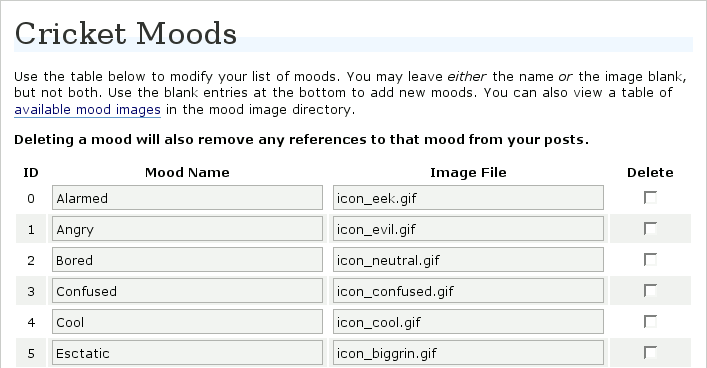 Cricket Moods
Use the table below to modify your list of moods. You may leave either the name or the image blank,
but not both. Use the blank entries at the bottom to add new moods. You can also view a table of
available mood images in the mood image directory.
Deleting a mood will also remove any references to that mood from your posts.
ID Mood Name Image File Delete
0 Alarmed icon_eek.gif
1 Angry icon_evil.gif
2 Bored icon_neutral.gif
3 Confused icon_confused.gif
4 Cool icon_cool.gif
5 Esctatic icon_biggrin.gif